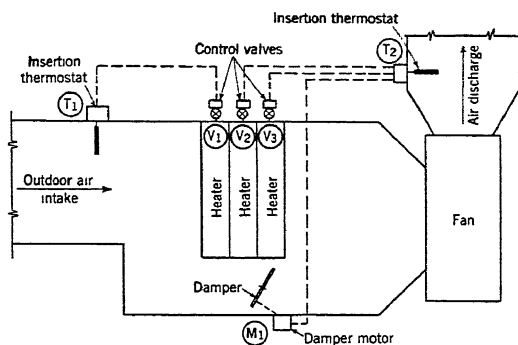 Insertion thermostat
T2
Control valves
Insertion
thermostat
T1
Air discharge
V1
V2
V3
Outdoor air
intake
Heater
Heater
Heater
Fan
Damper
M1
Damper motor